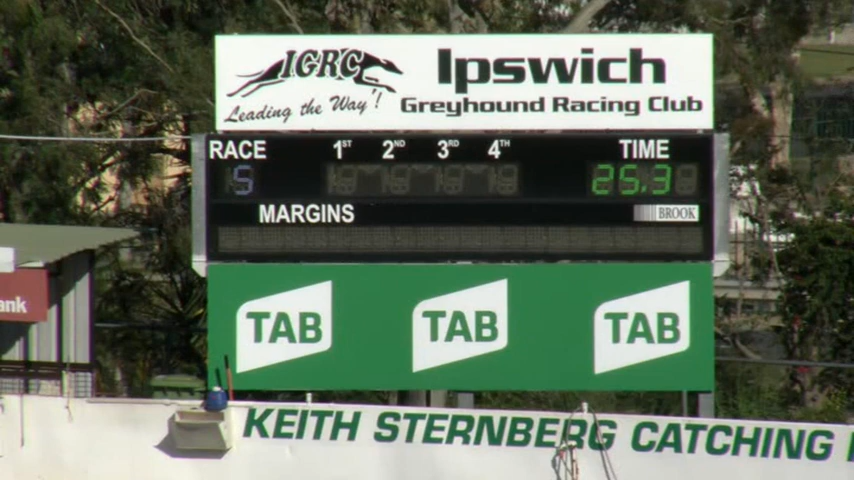 IGRC
Leading the Way!
Ipswich
Greyhound Racing Club
RACE 1ST 2ND 3RD 4TH TIME
5 25.3
MARGINS BROOK
TAB TAB TAB
ank
KEITH STERNBERG CATCHING